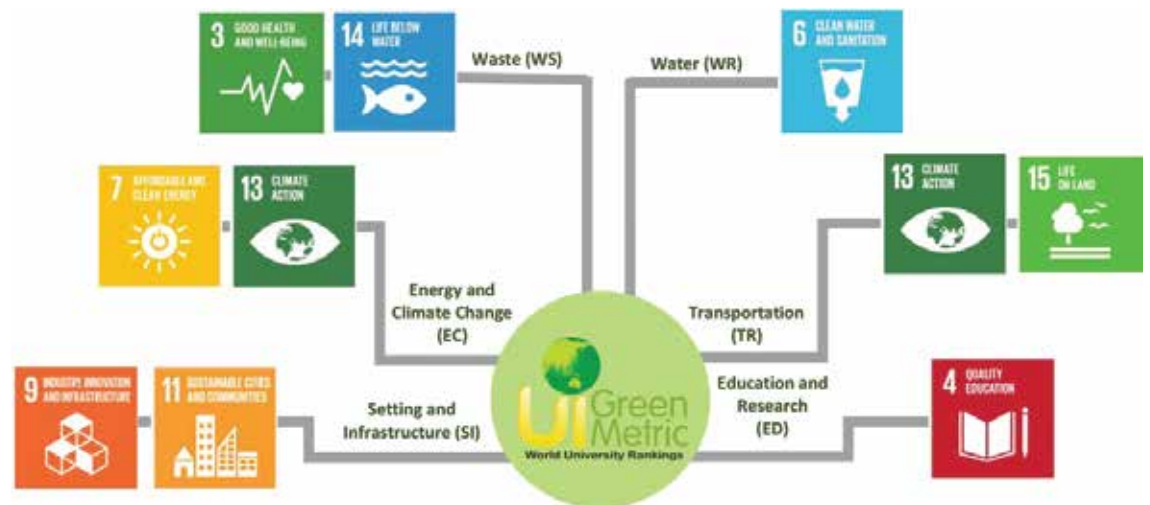 3 GOOD HEALTH
AND WELL-BEING
14 LIFE BELOW
WATER
Waste (WS)
Water (WR)
6 CLEAN WATER
AND SANITATION
7 AFFORDABLE AND
CLEAN ENERGY
13 CLIMATE
ACTION
13 CLIMATE
ACTION
15 LIFE
ON LAND
Energy and
Climate Change
(EC)
Transportation
(TR)
9 INDUSTRY, INNOVATION
AND INFRASTRUCTURE
11 SUSTAINABLE CITIES
AND COMMUNITIES
Setting and
Infrastructure (SI)
UI Green
Metric
World University Rankings
Education and
Research
(ED)
4 QUALITY
EDUCATION